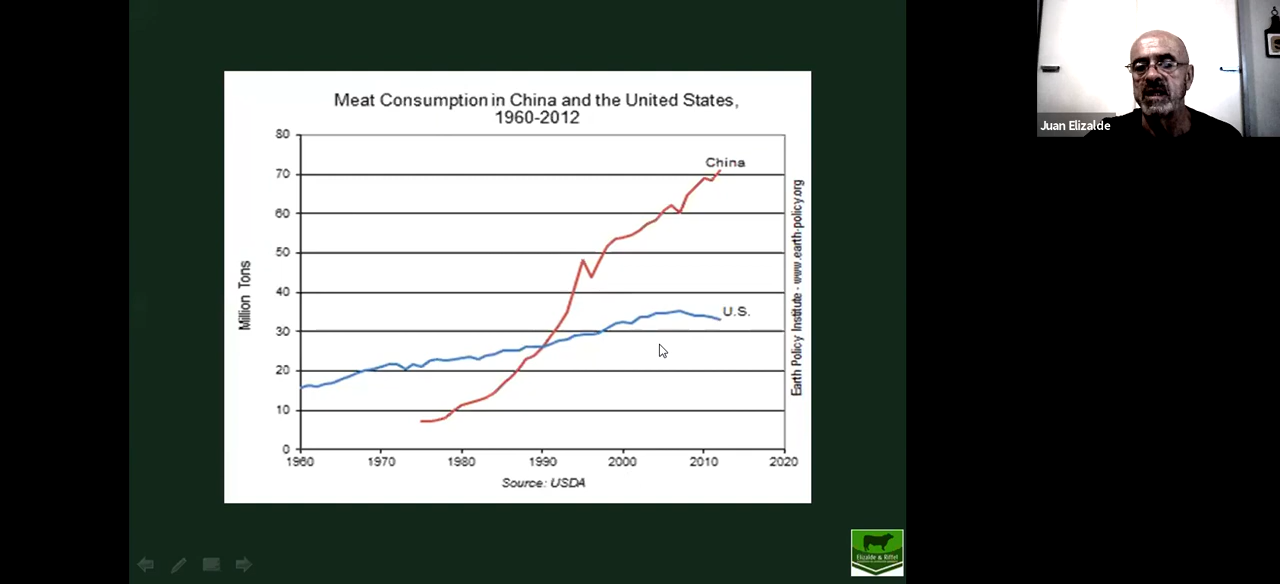 Meat Consumption in China and the United States,
1960-2012
80
70
60
50
40
30
20
10
0
Million Tons
China
U.S.
1960 1970 1980 1990 2000 2010 2020
Source: USDA
Earth Policy Institute - www.earth-policy.org
Juan Elizalde
Elizalde & Riffel